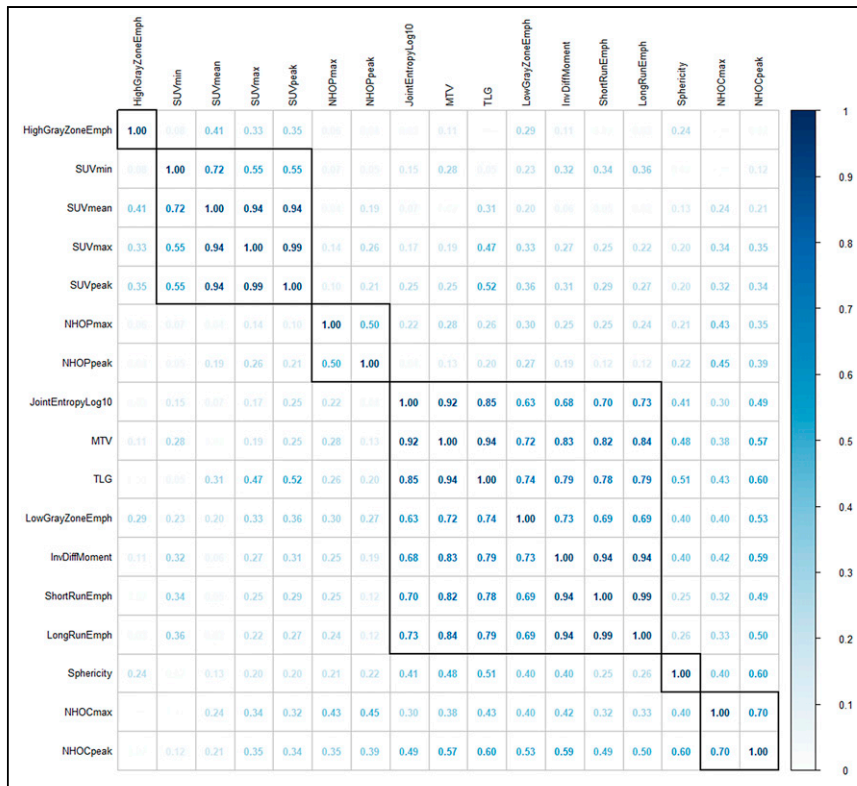 HighGrayZoneEmph SUVmin SUVmean SUVmax SUVpeak NHOPmax NHOPpeak JointEntropyLog10 MTV TLG LowGrayZoneEmph InvDiffMoment ShortRunEmph LongRunEmph Sphericity NHOCmax NHOCpeak
HighGrayZoneEmph 1.00 0.41 0.33 0.35 0.11 0.29 0.11 0.24
SUVmin 1.00 0.72 0.55 0.55 0.15 0.28 0.23 0.32 0.34 0.36 0.12
SUVmean 0.41 0.72 1.00 0.94 0.94 0.19 0.31 0.20 0.13 0.24 0.21
SUVmax 0.33 0.55 0.94 1.00 0.99 0.14 0.26 0.17 0.19 0.47 0.33 0.27 0.25 0.22 0.20 0.34 0.35
SUVpeak 0.35 0.55 0.94 0.99 1.00 0.10 0.21 0.25 0.25 0.52 0.36 0.31 0.29 0.27 0.20 0.32 0.34
NHOPmax 0.14 0.10 1.00 0.50 0.22 0.28 0.26 0.30 0.25 0.25 0.24 0.21 0.43 0.35
NHOPpeak 0.19 0.26 0.21 0.50 1.00 0.13 0.20 0.27 0.19 0.12 0.12 0.22 0.45 0.39
JointEntropyLog10 0.15 0.17 0.25 0.22 1.00 0.92 0.85 0.63 0.68 0.70 0.73 0.41 0.30 0.49
MTV 0.11 0.28 0.19 0.25 0.28 0.13 0.92 1.00 0.94 0.72 0.83 0.82 0.84 0.48 0.38 0.57
TLG 0.31 0.47 0.52 0.26 0.20 0.85 0.94 1.00 0.74 0.79 0.78 0.79 0.51 0.43 0.60
LowGrayZoneEmph 0.29 0.23 0.20 0.33 0.36 0.30 0.27 0.63 0.72 0.74 1.00 0.73 0.69 0.69 0.40 0.40 0.53
InvDiffMoment 0.11 0.32 0.27 0.31 0.25 0.19 0.68 0.83 0.79 0.73 1.00 0.94 0.94 0.40 0.42 0.59
ShortRunEmph 0.34 0.25 0.29 0.25 0.12 0.70 0.82 0.78 0.69 0.94 1.00 0.99 0.25 0.32 0.49
LongRunEmph 0.36 0.22 0.27 0.24 0.12 0.73 0.84 0.79 0.69 0.94 0.99 1.00 0.26 0.33 0.50
Sphericity 0.24 0.13 0.20 0.20 0.21 0.22 0.41 0.48 0.51 0.40 0.40 0.25 0.26 1.00 0.40 0.60
NHOCmax 0.24 0.34 0.32 0.43 0.45 0.30 0.38 0.43 0.40 0.42 0.32 0.33 0.40 1.00 0.70
NHOCpeak 0.12 0.21 0.35 0.34 0.35 0.39 0.49 0.57 0.60 0.53 0.59 0.49 0.50 0.60 0.70 1.00
1
0.9
0.8
0.7
0.6
0.5
0.4
0.3
0.2
0.1
0